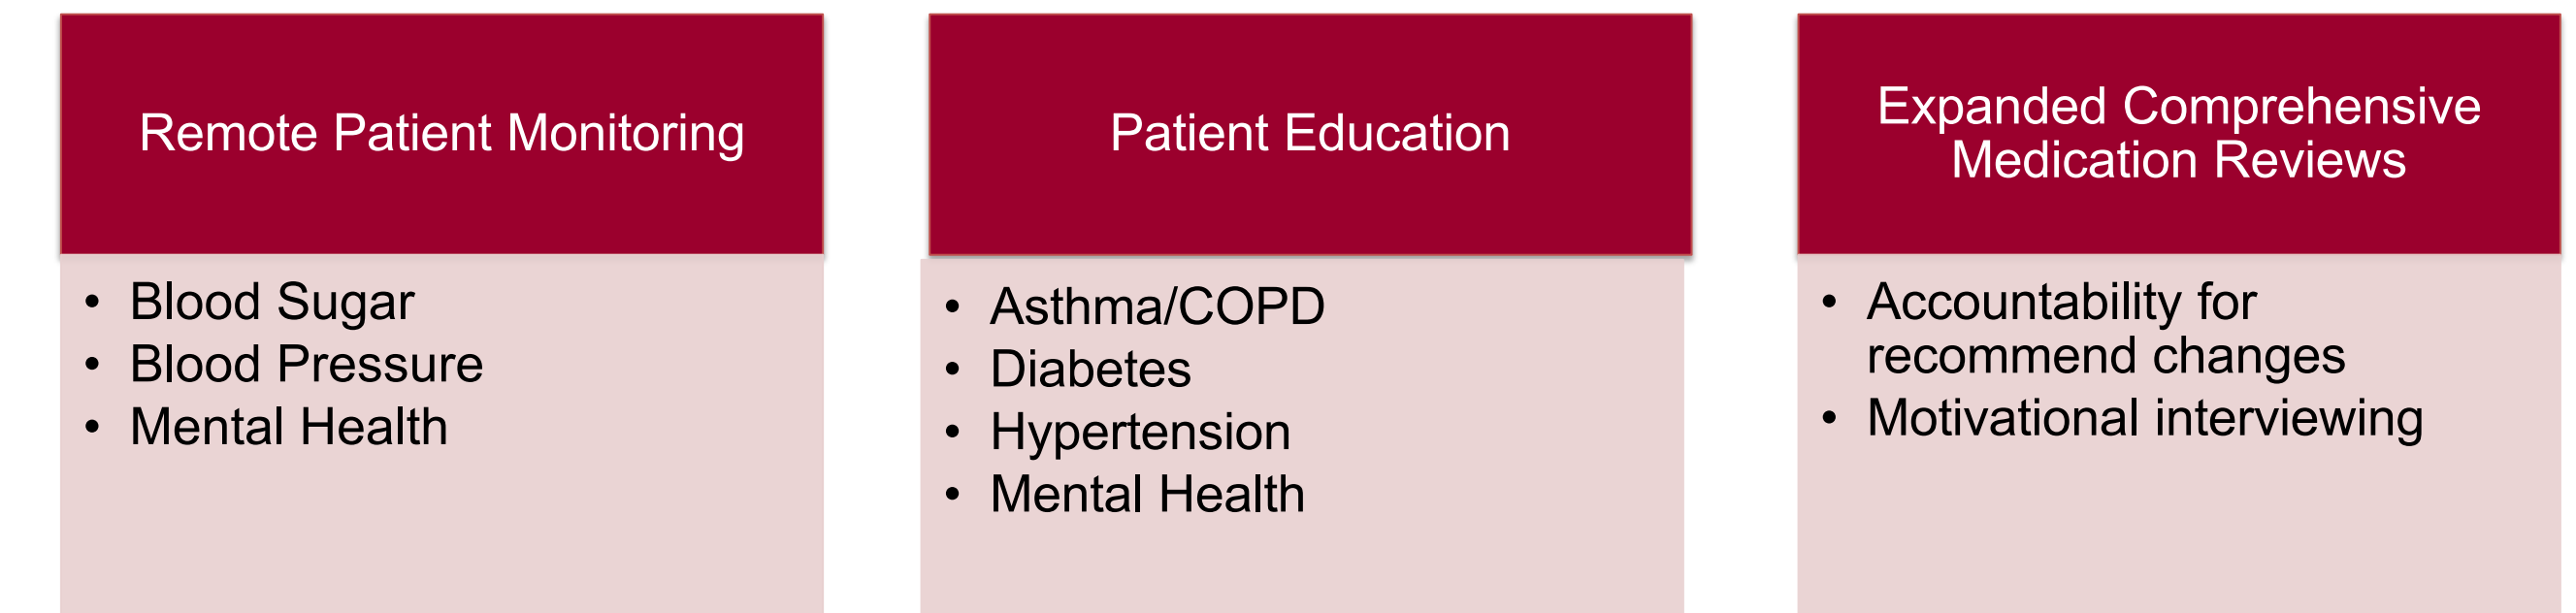 Remote Patient Monitoring
• Blood Sugar
• Blood Pressure
• Mental Health
Patient Education
• Asthma/COPD
• Diabetes
• Hypertension
• Mental Health
Expanded Comprehensive
Medication Reviews
• Accountability for
recommend changes
• Motivational interviewing